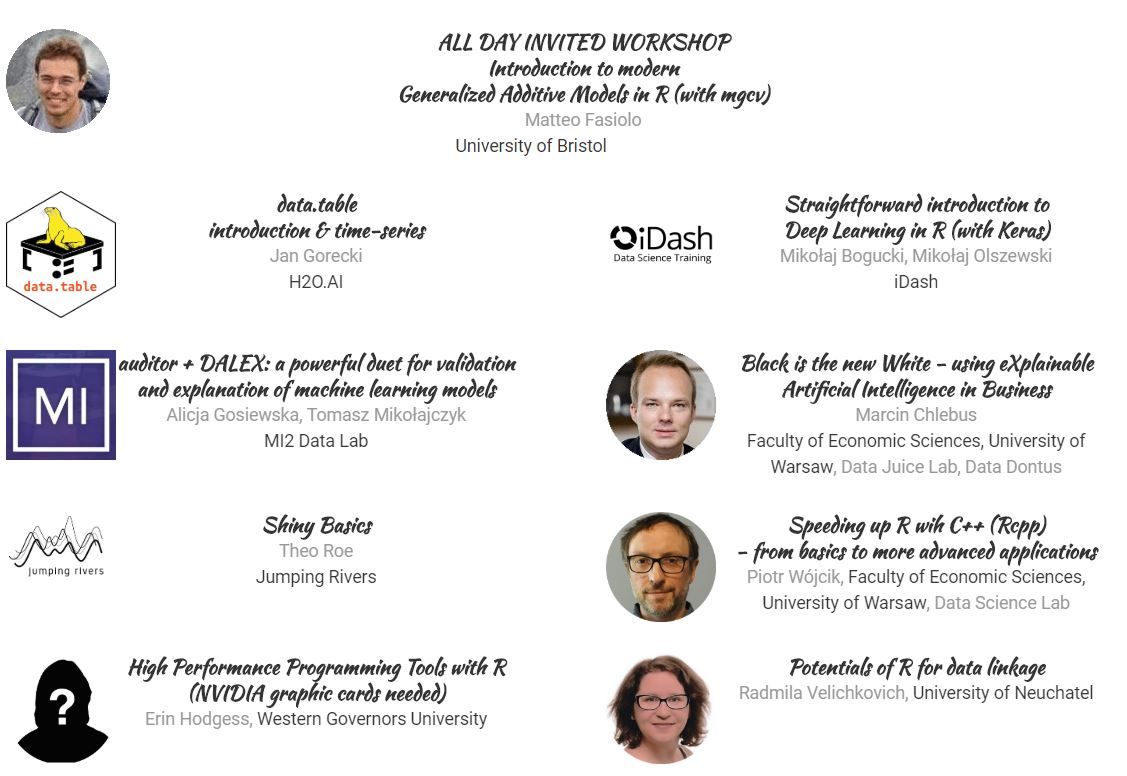 ALL DAY INVITED WORKSHOP
Introduction to modern
Generalized Additive Models in R (with mgcv)
Matteo Fasiolo
University of Bristol
data.table
data.table
introduction & time-series
Jan Gorecki
H2O.AI
iDash
Data Science Training
Straightforward introduction to
Deep Learning in R (with Keras)
Mikołaj Bogucki, Mikołaj Olszewski
iDash
MI
auditor + DALEX: a powerful duet for validation
and explanation of machine learning models
Alicja Gosiewska, Tomasz Mikołajczyk
MI2 Data Lab
Black is the new White – using eXplainable
Artificial Intelligence in Business
Marcin Chlebus
Faculty of Economic Sciences, University of
Warsaw, Data Juice Lab, Data Dontus
jumping rivers
Shiny Basics
Theo Roe
Jumping Rivers
Speeding up R wih C++ (Rcpp)
– from basics to more advanced applications
Piotr Wójcik, Faculty of Economic Sciences,
University of Warsaw, Data Science Lab
?
High Performance Programming Tools with R
(NVIDIA graphic cards needed)
Erin Hodgess, Western Governors University
Potentials of R for data linkage
Radmila Velichkovich, University of Neuchatel